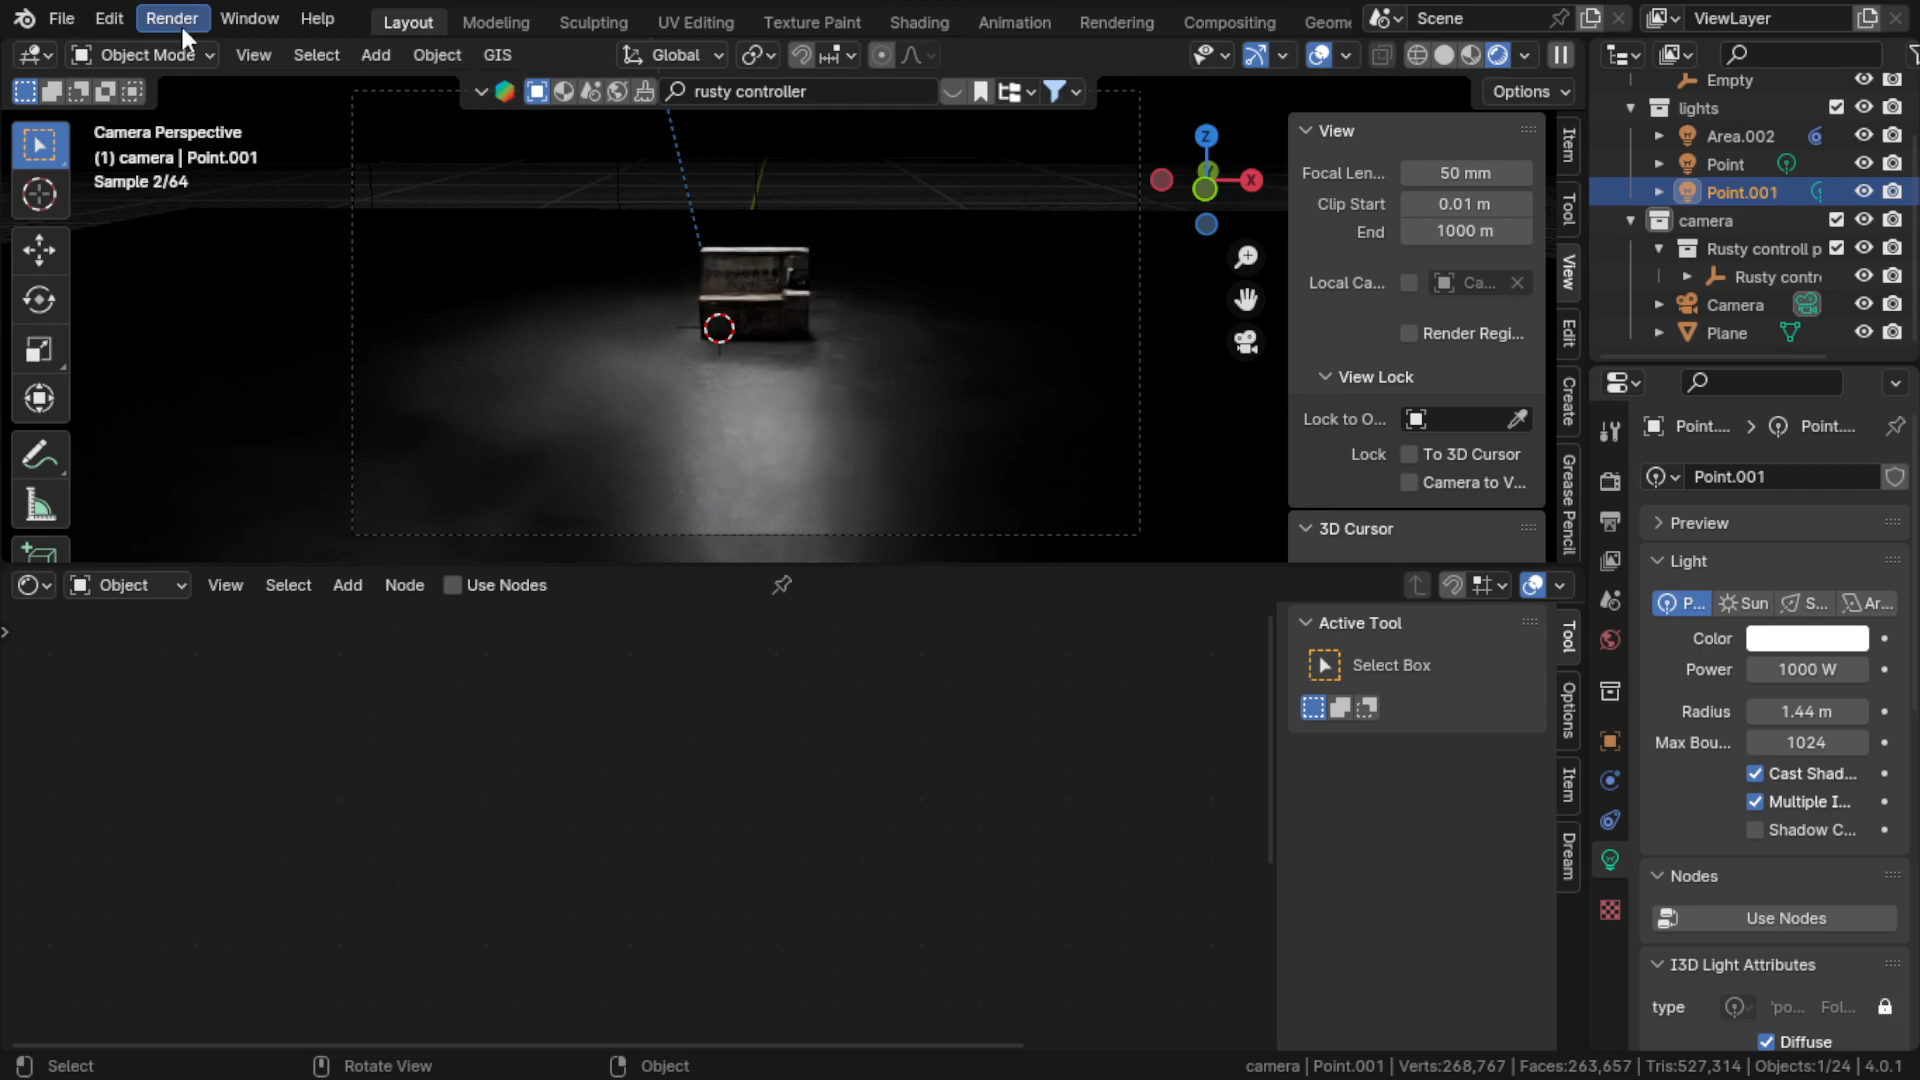 File Edit Render Window Help Layout Modeling Sculpting UV Editing Texture Paint Shading Animation Rendering Compositing Geome Scene ViewLayer
Object Mode View Select Add Object GIS Global
rusty controller Options
Camera Perspective
(1) camera | Point.001
Sample 2/64
Z
X
View
Focal Len... 50 mm
Clip Start 0.01 m
End 1000 m
Local Ca... Ca...
Render Regi...
View Lock
Lock to O...
Lock To 3D Cursor
Camera to V...
3D Cursor
Item
Tool
View
Edit
Create
Grease Pencil
Empty
lights
Area.002
Point
Point.001
camera
Rusty controll p
Rusty contr
Camera
Plane
Point.... > Point....
Point.001
Preview
Light
P... Sun S... Ar...
Color
Power 1000 W
Radius 1.44 m
Max Bou... 1024
Cast Shad...
Multiple I...
Shadow C...
Nodes
Use Nodes
I3D Light Attributes
type 'po... Fol...
Diffuse
Object View Select Add Node Use Nodes
Active Tool
Select Box
Tool
Options
Item
Dream
Select Rotate View Object camera | Point.001 | Verts:268,767 | Faces:263,657 | Tris:527,314 | Objects:1/24 | 4.0.1